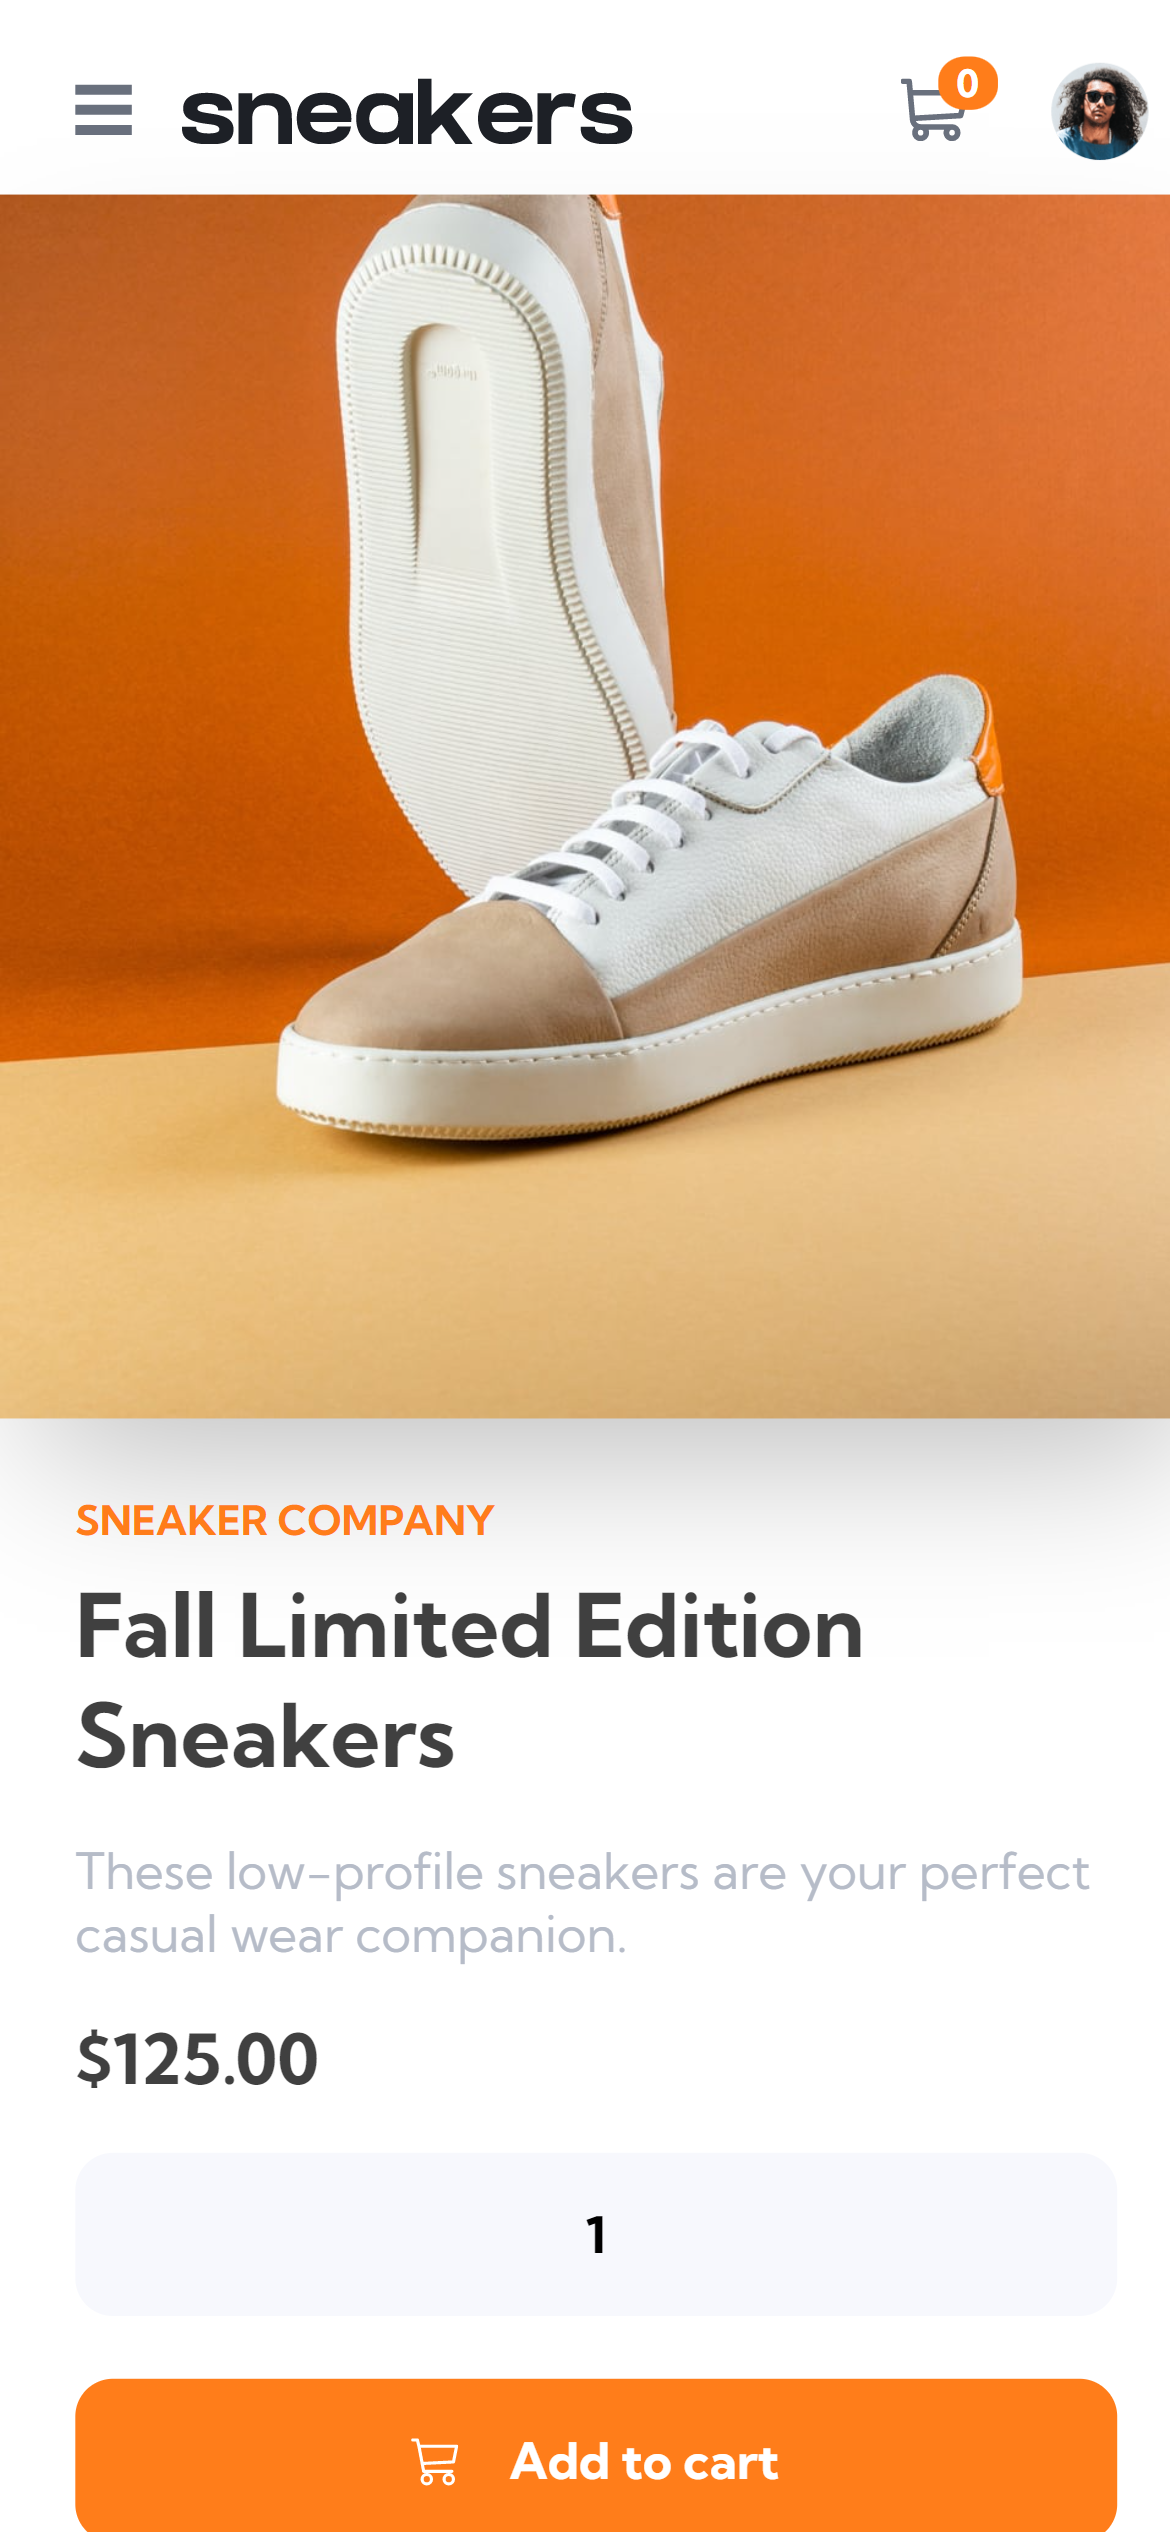 sneakers
0
SNEAKER COMPANY
Fall Limited Edition
Sneakers
These low-profile sneakers are your perfect
casual wear companion.
$125.00
1
Add to cart